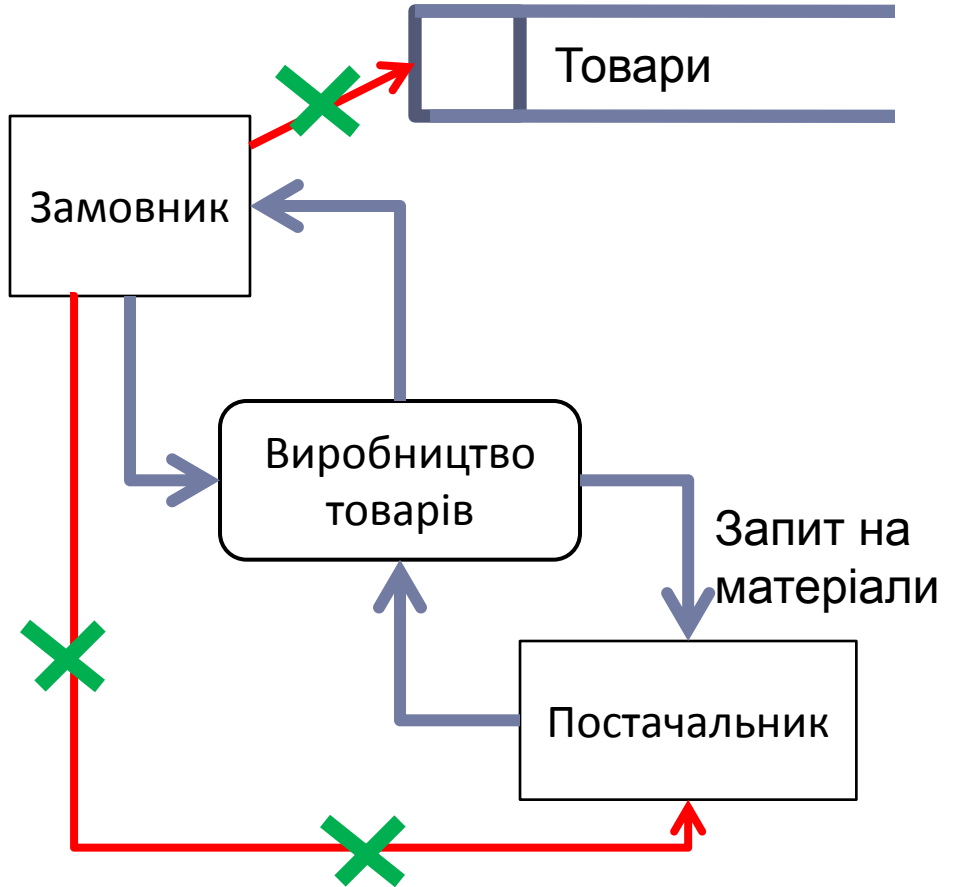 Товари
Замовник
Виробництво
товарів
Запит на
матеріали
Постачальник